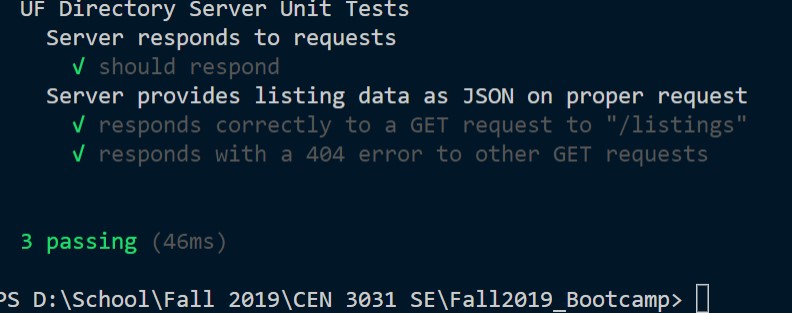 UF Directory Server Unit Tests
Server responds to requests
√ should respond
Server provides listing data as JSON on proper request
√ responds correctly to a GET request to "/listings"
√ responds with a 404 error to other GET requests
3 passing (46ms)
PS D:\School\Fall 2019\CEN 3031 SE\Fall2019_Bootcamp>